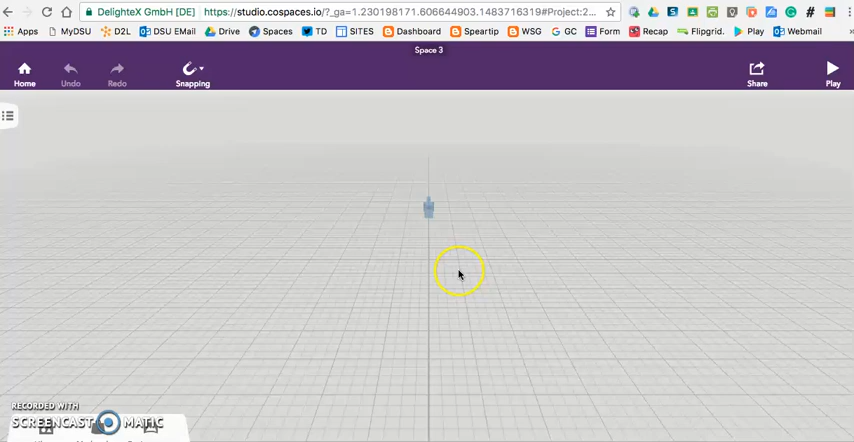 DelighteX GmbH [DE] https://studio.cospaces.io/?_ga=1.230198171.606644903.1483716319#Project:2...
Apps MyDSU D2L DSU EMail Drive Spaces TD SITES Dashboard Speartip WSG GC Form Recap Flipgrid. Play Webmail »
Space 3
Home Undo Redo Snapping Share Play
RECORDED WITH
SCREENCAST MATIC